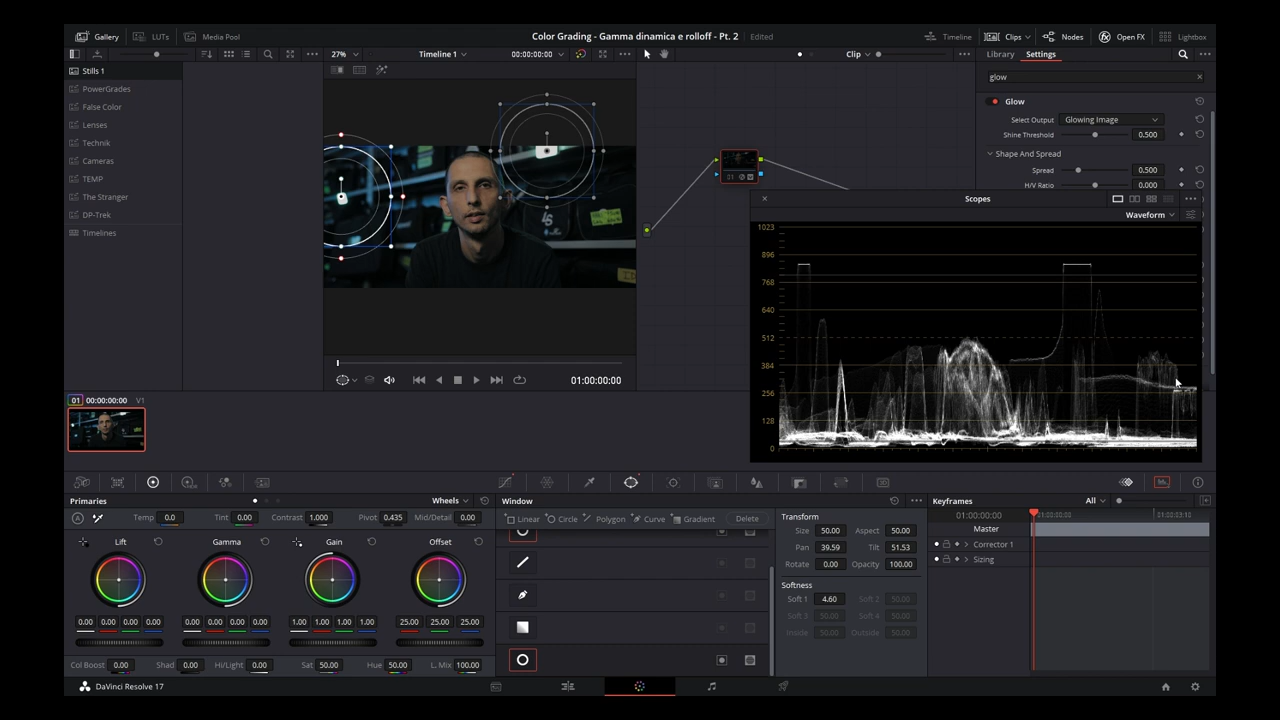 Gallery LUTs Media Pool Color Grading - Gamma dinamica e rolloff - Pt. 2 Edited Timeline Clips Nodes Open FX Lightbox
27% Timeline 1 00:00:00:00 Clip Library Settings
Stills 1
PowerGrades
False Color
Lenses
Technik
Cameras
TEMP
The Stranger
DP-Trek
Timelines
glow
Glow
Select Output Glowing Image
Shine Threshold 0.500
Shape And Spread
Spread 0.500
H/V Ratio 0.000
01
Scopes
Waveform
1023
896
768
640
512
384
256
128
0
01:00:00:00
01 00:00:00:00 V1
Primaries Wheels
Temp 0.0 Tint 0.00 Contrast 1.000 Pivot 0.435 Mid/Detail 0.00
Lift Gamma Gain Offset
0.00 0.00 0.00 0.00 0.00 0.00 0.00 0.00 1.00 1.00 1.00 1.00 25.00 25.00 25.00
Col Boost 0.00 Shad 0.00 Hi/Light 0.00 Sat 50.00 Hue 50.00 L. Mix 100.00
Window
Linear Circle Polygon Curve Gradient Delete
Transform
Size 50.00 Aspect 50.00
Pan 39.59 Tilt 51.53
Rotate 0.00 Opacity 100.00
Softness
Soft 1 4.60 Soft 2 50.00
Soft 3 50.00 Soft 4 50.00
Inside 50.00 Outside 50.00
Keyframes All
01:00:00:00 01:00:00:00 01:00:03:10
Master
Corrector 1
Sizing
DaVinci Resolve 17